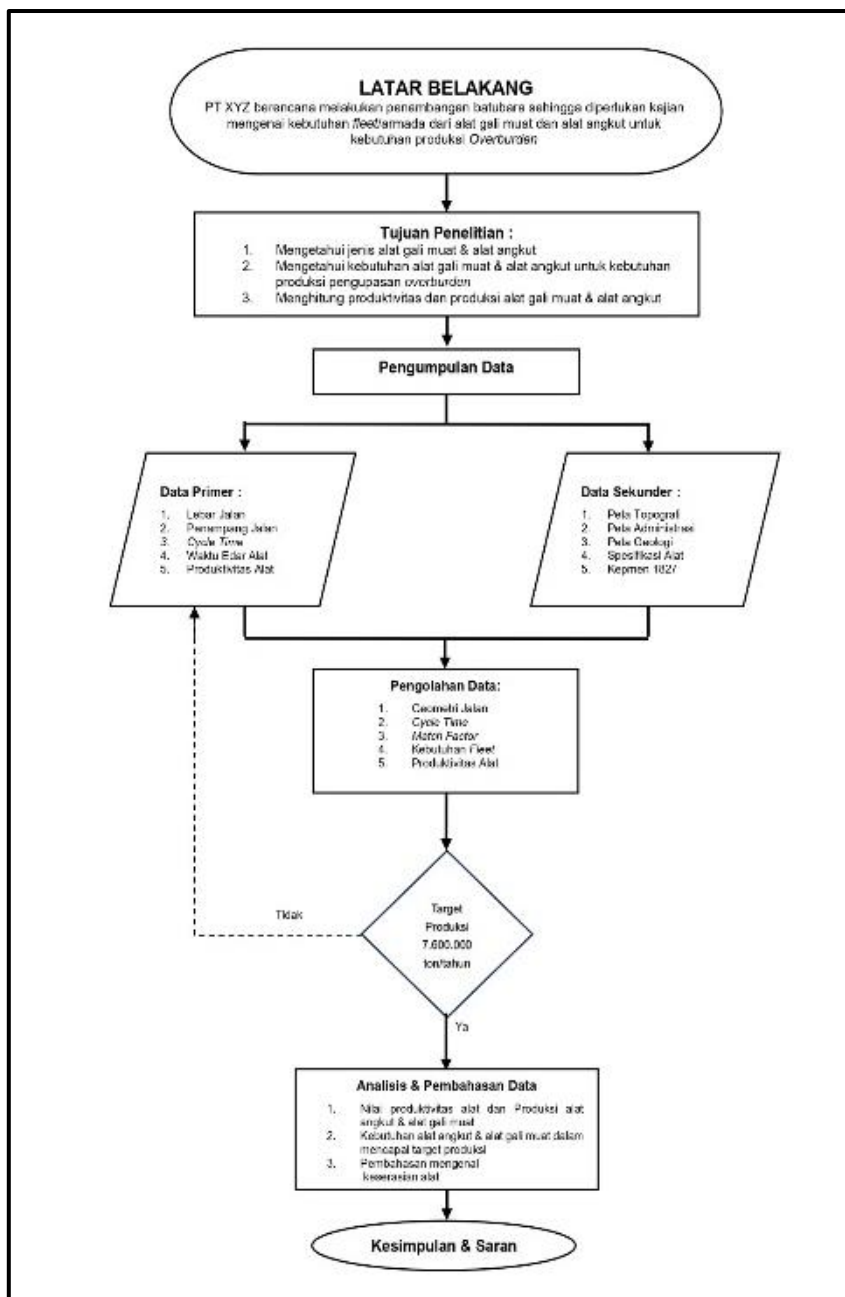 LATAR BELAKANG
PT XYZ berencana melakukan penambangan batubara sehingga diperlukan kajian
mengenai kebutuhan fleet/armada dari alat gali muat dan alat angkut untuk
kebutuhan produksi Overburden
Tujuan Penelitian :
1. Mengetahui jenis alat gali muat & alat angkut
2. Mengetahui kebutuhan alat gali muat & alat angkut untuk kebutuhan
produksi pengupasan overburden
3. Menghitung produktivitas dan produksi alat gali muat & alat angkut
Pengumpulan Data
Data Primer :
1. Lebar Jalan
2. Penampang Jalan
3. Cycle Time
4. Waktu Edar Alat
5. Produktivitas Alat
Data Sekunder :
1. Peta Topografi
2. Peta Administrasi
3. Peta Geologi
4. Spesifikasi Alat
5. Kepmen 1827
Pengolahan Data:
1. Geometri Jalan
2. Cycle Time
3. Match Factor
4. Kebutuhan Fleet
5. Produktivitas Alat
Tidak
Target
Produksi
7.600.000
ton/tahun
Ya
Analisis & Pembahasan Data
1. Nilai produktivitas alat dan Produksi alat
angkut & alat gali muat
2. Kebutuhan alat angkut & alat gali muat dalam
mencapai target produksi
3. Pembahasan mengenai
keserasian alat
Kesimpulan & Saran